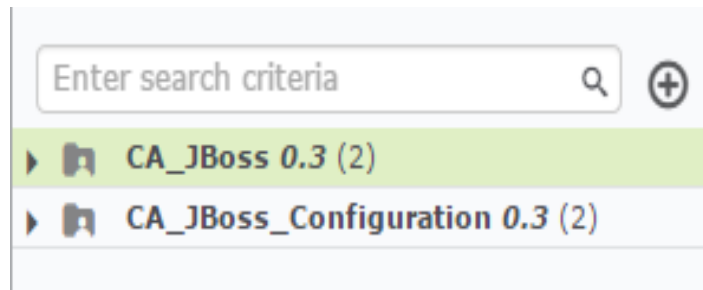 Enter search criteria
CA_JBoss 0.3 (2)
CA_JBoss_Configuration 0.3 (2)